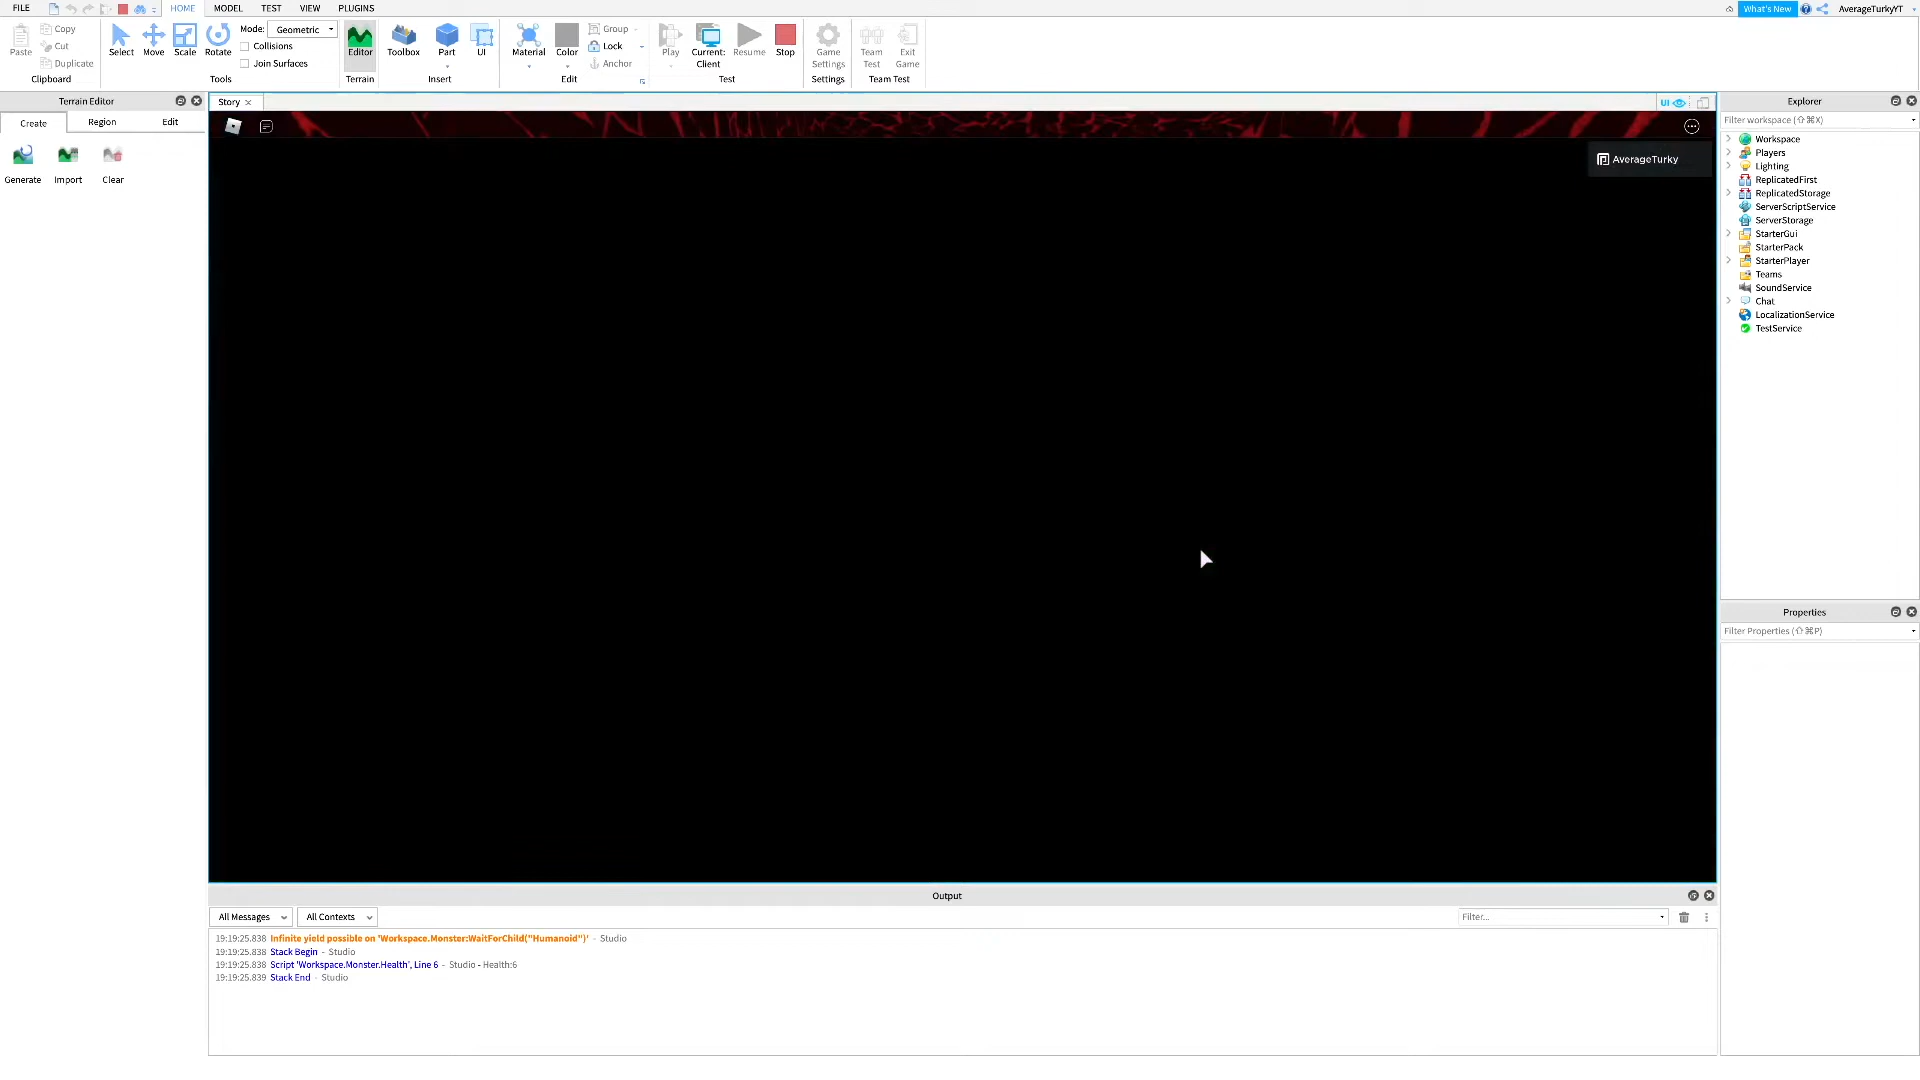 FILE HOME MODEL TEST VIEW PLUGINS What's New AverageTurkyYT
Paste Copy Cut Duplicate Clipboard
Select Move Scale Rotate Mode: Geometric Collisions Join Surfaces Tools
Editor Terrain
Toolbox Part UI Insert
Material Color Group Lock Anchor Edit
Play Current: Client Resume Stop Test
Game Settings Settings
Team Test Exit Game Team Test
Terrain Editor
Create Region Edit
Generate Import Clear
Story
UI
AverageTurky
Explorer
Filter workspace (⇧⌘X)
Workspace
Players
Lighting
ReplicatedFirst
ReplicatedStorage
ServerScriptService
ServerStorage
StarterGui
StarterPack
StarterPlayer
Teams
SoundService
Chat
LocalizationService
TestService
Properties
Filter Properties (⇧⌘P)
Output
All Messages All Contexts Filter...
19:19:25.838 Infinite yield possible on 'Workspace.Monster:WaitForChild("Humanoid")' - Studio
19:19:25.838 Stack Begin - Studio
19:19:25.838 Script 'Workspace.Monster.Health', Line 6 - Studio - Health:6
19:19:25.839 Stack End - Studio